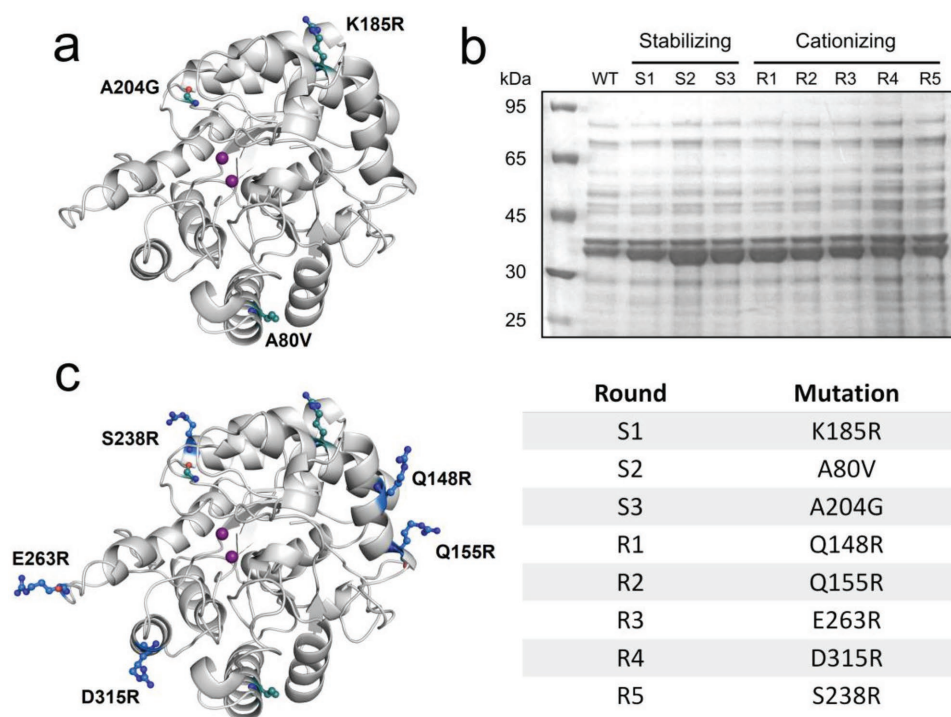 a
K185R
A204G
A80V
b
Stabilizing Cationizing
kDa WT S1 S2 S3 R1 R2 R3 R4 R5
95
65
45
30
25
c
S238R
Q148R
Q155R
E263R
D315R
Round Mutation
S1 K185R
S2 A80V
S3 A204G
R1 Q148R
R2 Q155R
R3 E263R
R4 D315R
R5 S238R